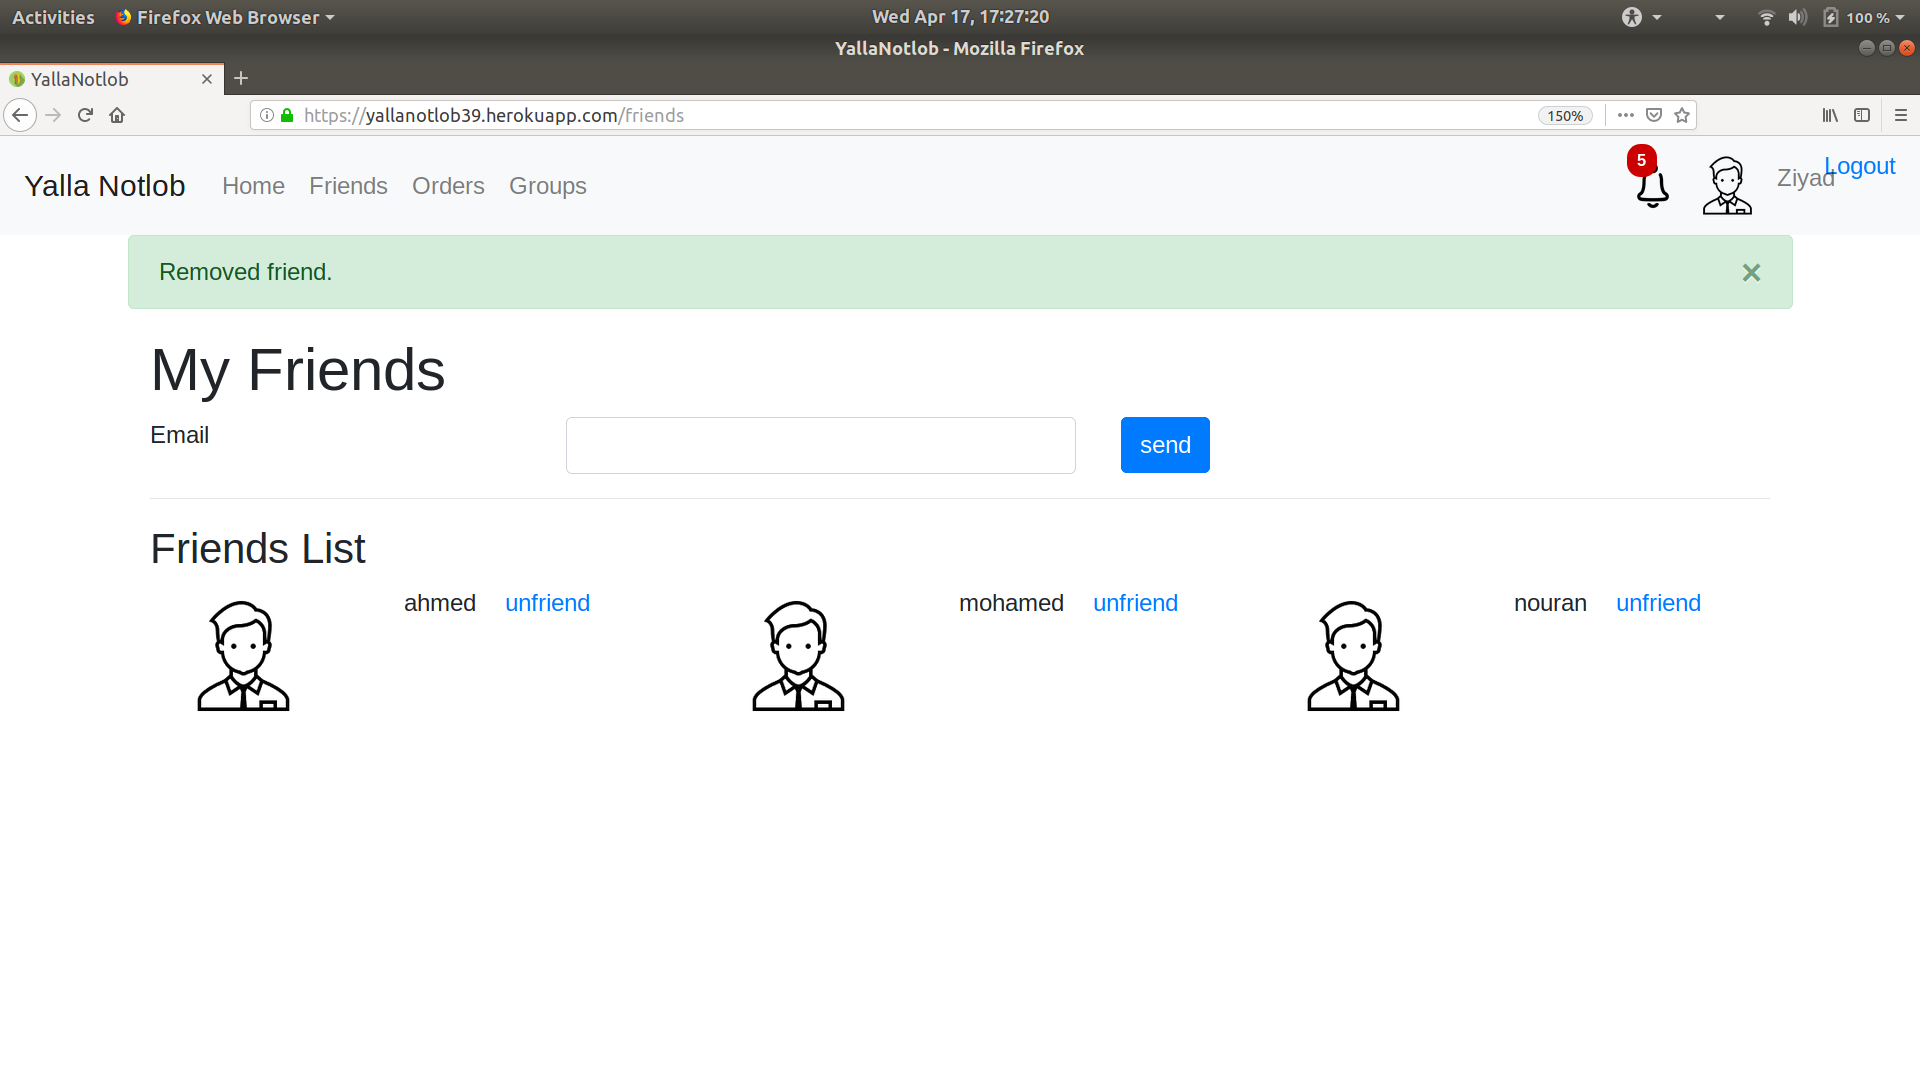 Activities Firefox Web Browser Wed Apr 17, 17:27:20 100 %
YallaNotlob - Mozilla Firefox
YallaNotlob
https://yallanotlob39.herokuapp.com/friends 150%
Yalla Notlob Home Friends Orders Groups 5 Ziyad Logout
Removed friend. ×
My Friends
Email send
Friends List
ahmed unfriend mohamed unfriend nouran unfriend